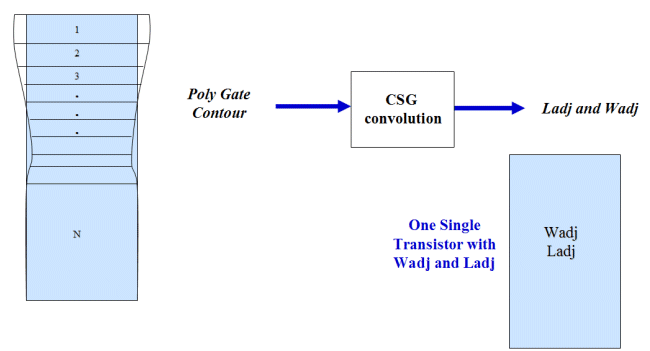 1
2
3
.
.
.
N
Poly Gate
Contour
CSG
convolution
Ladj and Wadj
One Single
Transistor with
Wadj and Ladj
Wadj
Ladj